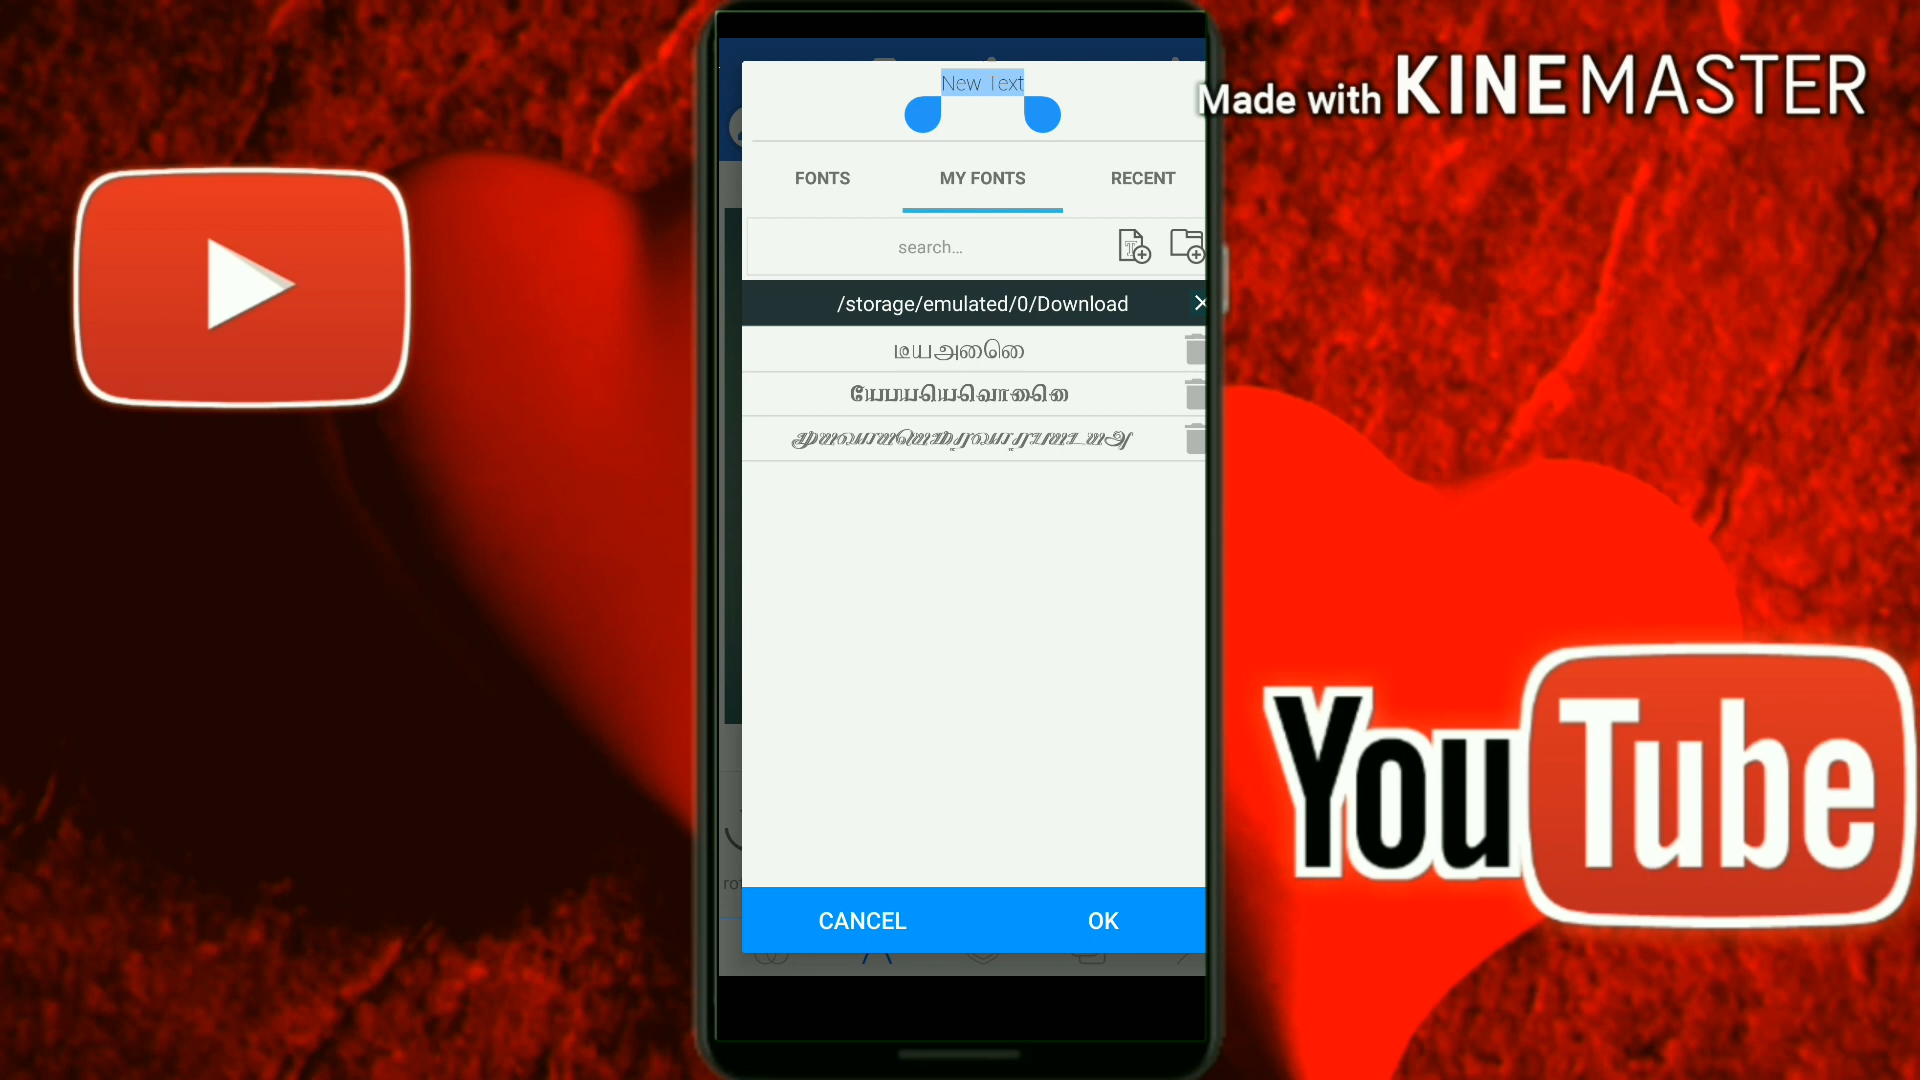 Made with KINEMASTER
New Text
FONTS MY FONTS RECENT
search...
/storage/emulated/0/Download
YouTube
CANCEL OK